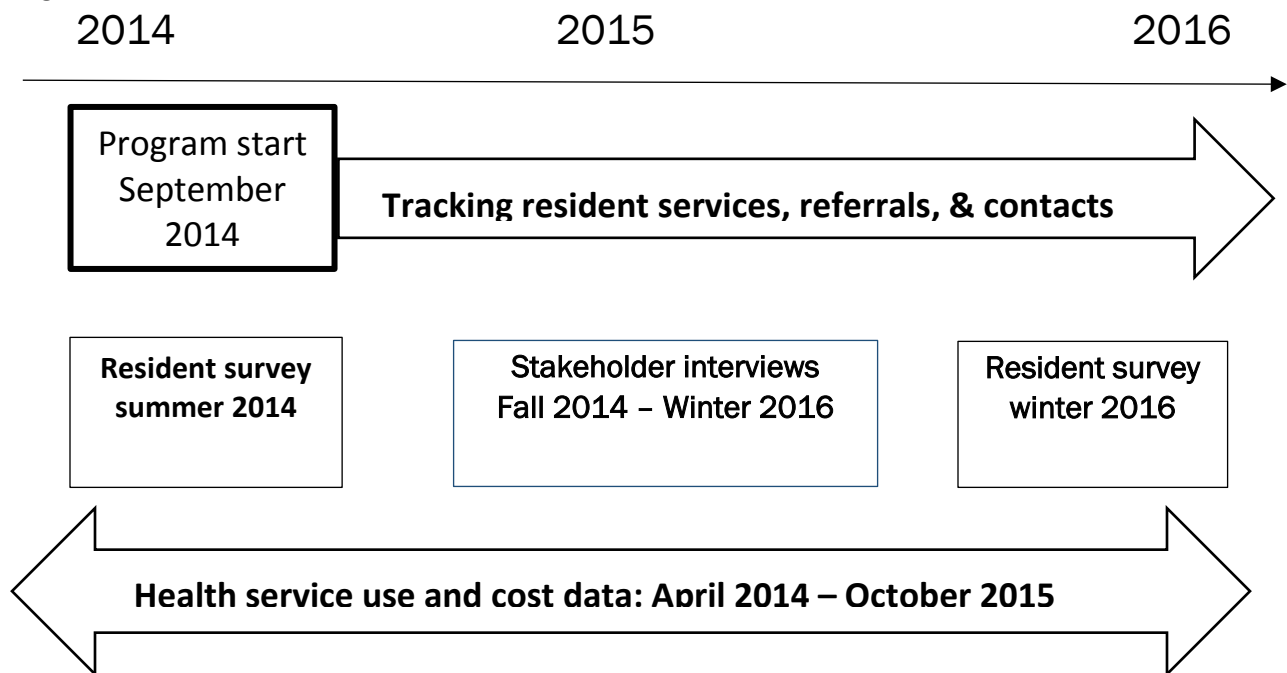 2014 2015 2016
Program start
September
2014
Tracking resident services, referrals, & contacts
Resident survey
summer 2014
Stakeholder interviews
Fall 2014 – Winter 2016
Resident survey
winter 2016
Health service use and cost data: April 2014 – October 2015